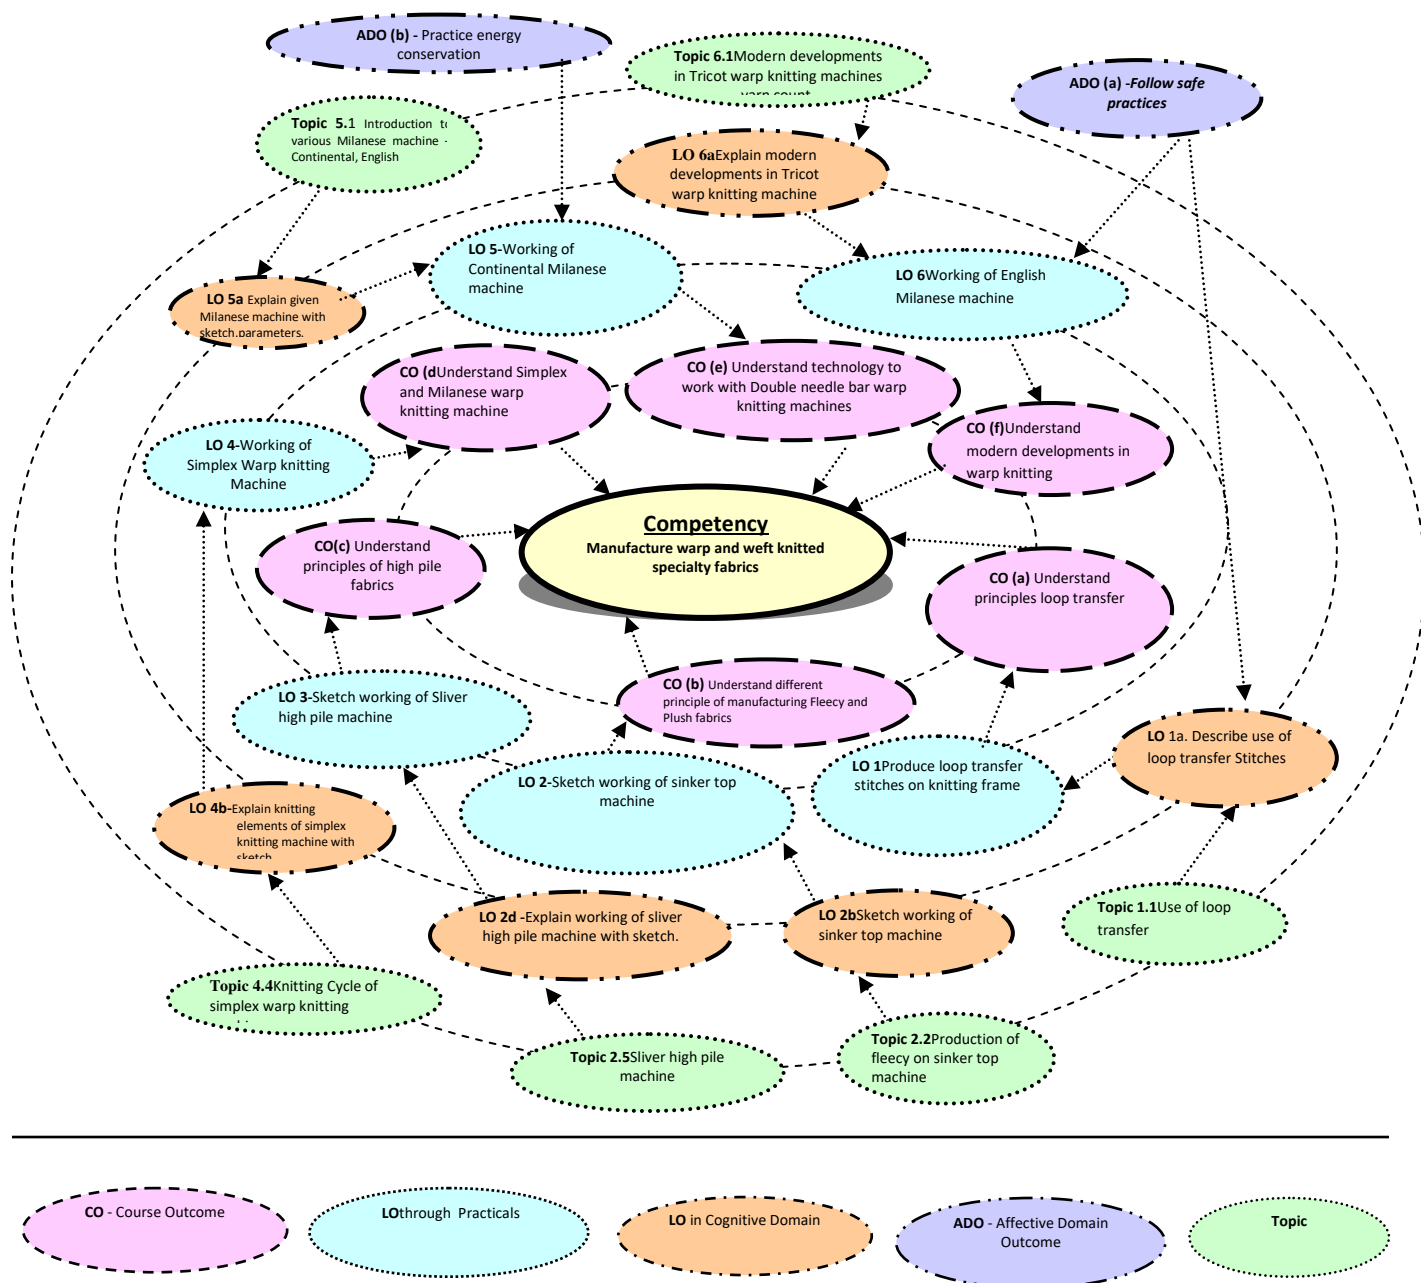 ADO (b) - Practice energy
conservation
Topic 6.1Modern developments
in Tricot warp knitting machines
yarn count
ADO (a) -Follow safe
practices
Topic 5.1 Introduction to
various Milanese machine -
Continental, English
LO 6aExplain modern
developments in Tricot
warp knitting machine
LO 5-Working of
Continental Milanese
machine
LO 6Working of English
Milanese machine
LO 5a Explain given
Milanese machine with
sketch.parameters.
CO (dUnderstand Simplex
and Milanese warp
knitting machine
CO (e) Understand technology to
work with Double needle bar warp
knitting machines
CO (f)Understand
modern developments in
warp knitting
LO 4-Working of
Simplex Warp knitting
Machine
Competency
Manufacture warp and weft knitted
specialty fabrics
CO(c) Understand
principles of high pile
fabrics
CO (a) Understand
principles loop transfer
CO (b) Understand different
principle of manufacturing Fleecy and
Plush fabrics
LO 3-Sketch working of Sliver
high pile machine
LO 2-Sketch working of sinker top
machine
LO 1Produce loop transfer
stitches on knitting frame
LO 1a. Describe use of
loop transfer Stitches
LO 4b-Explain knitting
elements of simplex
knitting machine with
sketch
LO 2d -Explain working of sliver
high pile machine with sketch.
LO 2bSketch working of
sinker top machine
Topic 1.1Use of loop
transfer
Topic 4.4Knitting Cycle of
simplex warp knitting
Topic 2.5Sliver high pile
machine
Topic 2.2Production of
fleecy on sinker top
machine
CO - Course Outcome
LOthrough Practicals
LO in Cognitive Domain
ADO - Affective Domain
Outcome
Topic